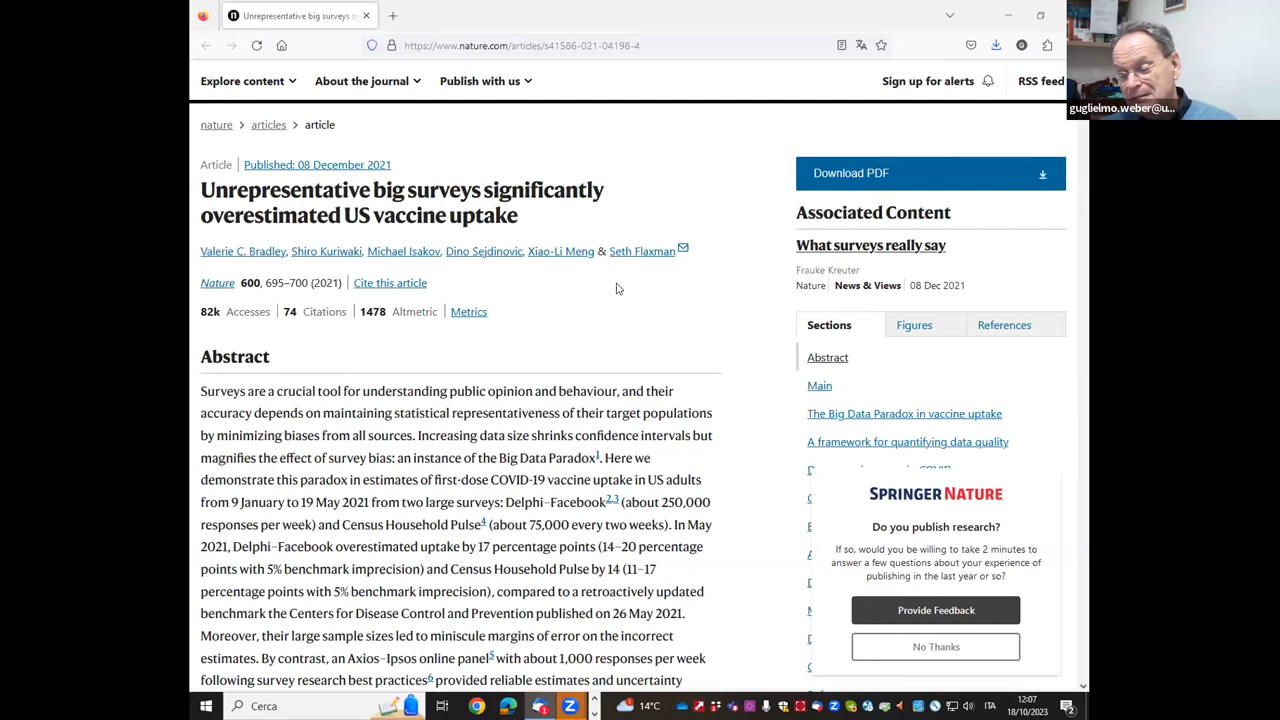 Unrepresentative big surveys si
https://www.nature.com/articles/s41586-021-04198-4
guglielmo.weber@u...
Explore content
About the journal
Publish with us
Sign up for alerts
RSS feed
nature > articles > article
Article | Published: 08 December 2021
Unrepresentative big surveys significantly
overestimated US vaccine uptake
Valerie C. Bradley, Shiro Kuriwaki, Michael Isakov, Dino Sejdinovic, Xiao-Li Meng & Seth Flaxman
Nature 600, 695–700 (2021) | Cite this article
82k Accesses | 74 Citations | 1478 Altmetric | Metrics
Abstract
Surveys are a crucial tool for understanding public opinion and behaviour, and their
accuracy depends on maintaining statistical representativeness of their target populations
by minimizing biases from all sources. Increasing data size shrinks confidence intervals but
magnifies the effect of survey bias: an instance of the Big Data Paradox1. Here we
demonstrate this paradox in estimates of first-dose COVID-19 vaccine uptake in US adults
from 9 January to 19 May 2021 from two large surveys: Delphi–Facebook2,3 (about 250,000
responses per week) and Census Household Pulse4 (about 75,000 every two weeks). In May
2021, Delphi–Facebook overestimated uptake by 17 percentage points (14–20 percentage
points with 5% benchmark imprecision) and Census Household Pulse by 14 (11–17
percentage points with 5% benchmark imprecision), compared to a retroactively updated
benchmark the Centers for Disease Control and Prevention published on 26 May 2021.
Moreover, their large sample sizes led to miniscule margins of error on the incorrect
estimates. By contrast, an Axios–Ipsos online panel5 with about 1,000 responses per week
following survey research best practices6 provided reliable estimates and uncertainty
Download PDF
Associated Content
What surveys really say
Frauke Kreuter
Nature | News & Views | 08 Dec 2021
Sections
Figures
References
Abstract
Main
The Big Data Paradox in vaccine uptake
A framework for quantifying data quality
SPRINGER NATURE
Do you publish research?
If so, would you be willing to take 2 minutes to
answer a few questions about your experience of
publishing in the last year or so?
Provide Feedback
No Thanks
Cerca
14°C
ITA
12:07
18/10/2023